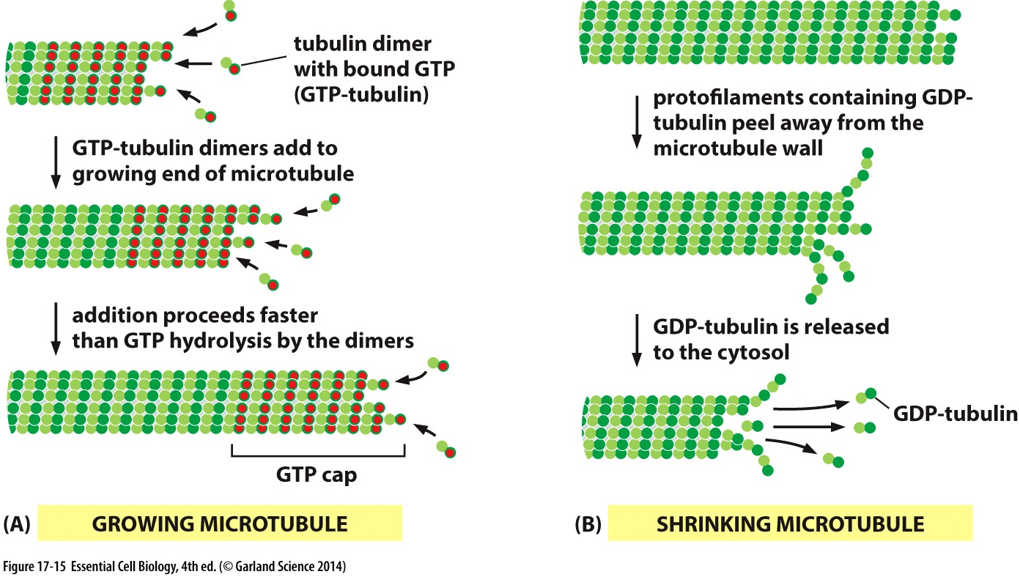 tubulin dimer
with bound GTP
(GTP-tubulin)
GTP-tubulin dimers add to
growing end of microtubule
addition proceeds faster
than GTP hydrolysis by the dimers
GTP cap
(A) GROWING MICROTUBULE
protofilaments containing GDP-
tubulin peel away from the
microtubule wall
GDP-tubulin is released
to the cytosol
GDP-tubulin
(B) SHRINKING MICROTUBULE
Figure 17-15 Essential Cell Biology, 4th ed. (© Garland Science 2014)